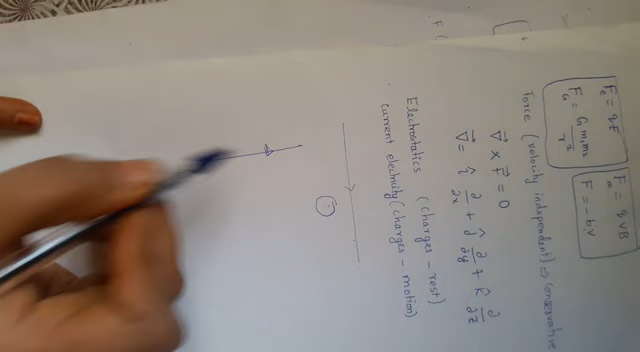 F_e = qE
F_G = G m₁m₂ / r²
F_m = qVB
F = -bv
Force (velocity independent) ⇒ conservative
∇⃗ × F⃗ = 0
∇⃗ = î ∂/∂x + ĵ ∂/∂y + k̂ ∂/∂z
Electrostatics (charges - rest)
current electricity (charges - motion)